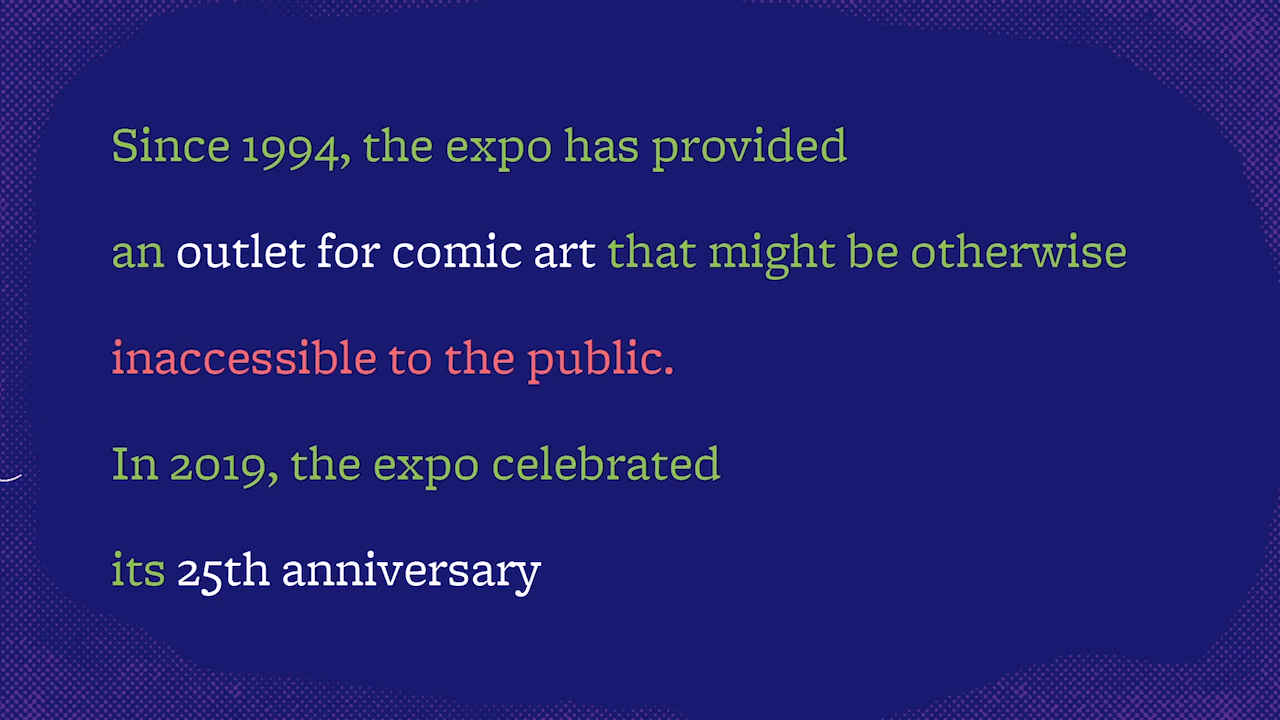 Since 1994, the expo has provided
an outlet for comic art that might be otherwise
inaccessible to the public.
In 2019, the expo celebrated
its 25th anniversary